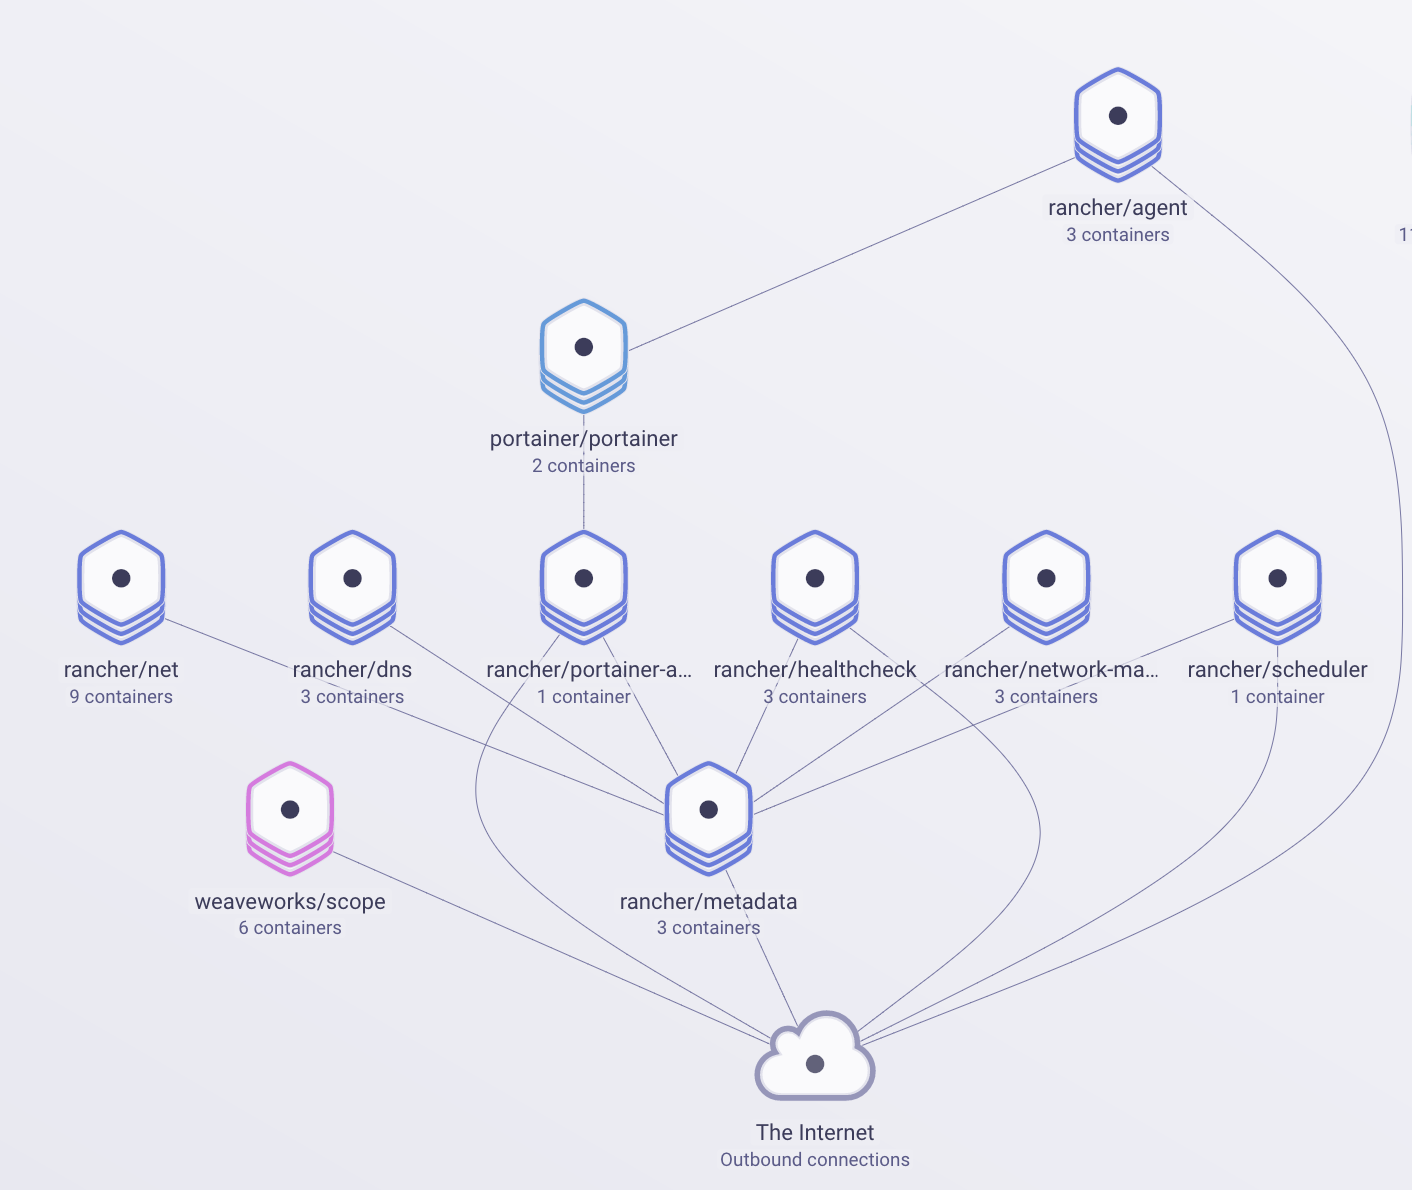 rancher/agent
3 containers
11
portainer/portainer
2 containers
rancher/net
9 containers
rancher/dns
3 containers
rancher/portainer-a...
1 container
rancher/healthcheck
3 containers
rancher/network-ma...
3 containers
rancher/scheduler
1 container
weaveworks/scope
6 containers
rancher/metadata
3 containers
The Internet
Outbound connections